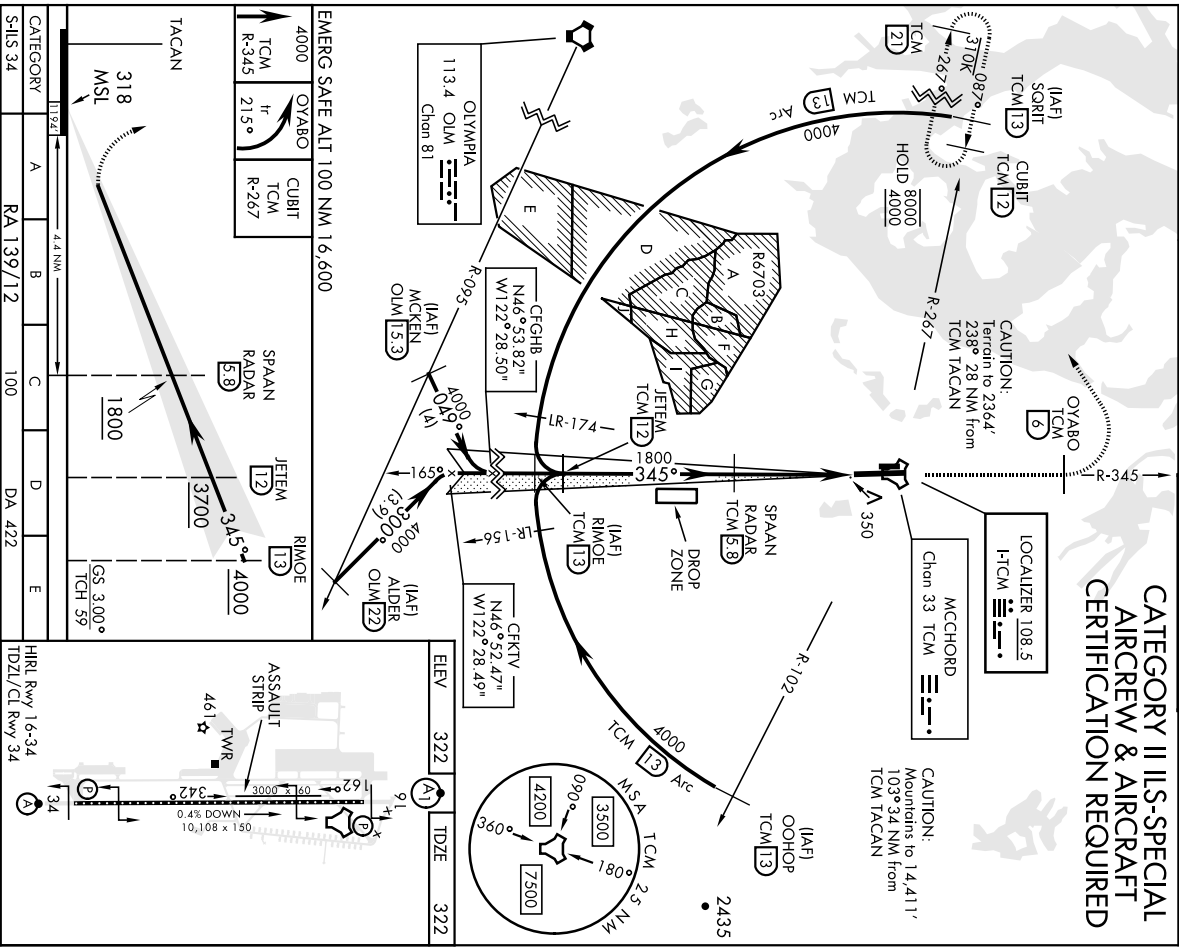 CATEGORY II ILS-SPECIAL
AIRCREW & AIRCRAFT
CERTIFICATION REQUIRED
LOCALIZER 108.5
I-TCM
MCCHORD
Chan 33 TCM
CAUTION:
Mountains to 14,411'
103° 34 NM from
TCM TACAN
CAUTION:
Terrain to 2364'
238° 28 NM from
TCM TACAN
OYABO
TCM
6
R-345
350
310K
087°
267°
TCM
21
(IAF)
SQRIT
TCM 13
CUBIT
TCM 12
HOLD 8000
4000
R-267
TCM 13 Arc
4000
R6703
A
B
C
D
E
F
G
H
I
J
OLYMPIA
113.4 OLM
Chan 81
R-095
CFGHB
N46°53.82"
W122°28.50"
(IAF)
MCKEN
OLM 15.3
4000
049°
(4)
LR-174
JETEM
TCM 12
1800
345°
165°
SPAAN
RADAR
TCM 5.8
DROP
ZONE
(IAF)
RIMOE
TCM 13
LR-156
300°
4000
(3.9)
(IAF)
ALDER
OLM 22
CFKTV
N46°52.47"
W122°28.49"
R-102
4000
TCM 13 Arc
(IAF)
OOHOP
TCM 13
2435
MSA TCM 25 NM
090°
3500
4200
360°
180°
7500
EMERG SAFE ALT 100 NM 16,600
4000
TCM
R-345
OYABO
tr
215°
CUBIT
TCM
R-267
TACAN
318
MSL
1194'
4.4 NM
SPAAN
RADAR
5.8
1800
JETEM
12
3700
345°
RIMOE
13
4000
GS 3.00°
TCH 59
CATEGORY A B C D E
S-ILS 34 RA 139/12 100 DA 422
ELEV 322
TDZE 322
A1
16
162°
P
3000 x 60
0.4% DOWN
10,108 x 150
342°
ASSAULT
STRIP
TWR
461
P
34
A
HIRL Rwy 16-34
TDZL/CL Rwy 34